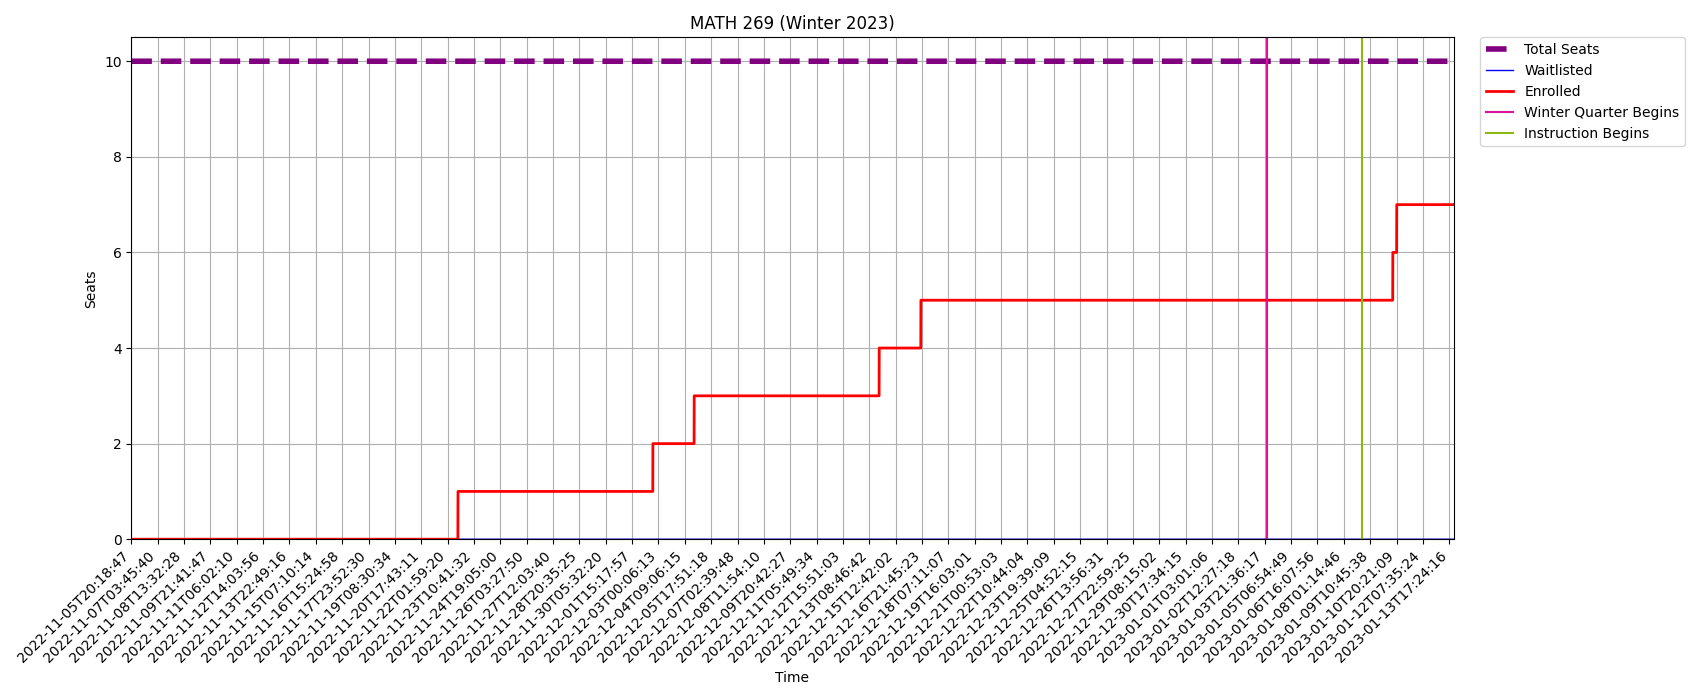 MATH 269 (Winter 2023)
Total Seats
Waitlisted
Enrolled
Winter Quarter Begins
Instruction Begins
10
8
6
4
2
0
Seats
2022-11-05T20:18:47
2022-11-07T03:45:40
2022-11-08T13:32:28
2022-11-09T21:41:47
2022-11-11T06:02:10
2022-11-12T14:03:56
2022-11-13T22:49:16
2022-11-15T07:10:14
2022-11-16T15:24:58
2022-11-17T23:52:30
2022-11-19T08:30:34
2022-11-20T17:43:11
2022-11-22T01:59:20
2022-11-23T10:41:32
2022-11-24T19:05:00
2022-11-26T03:27:50
2022-11-27T12:03:40
2022-11-28T20:35:25
2022-11-30T05:32:20
2022-12-01T15:17:57
2022-12-03T00:06:13
2022-12-04T09:06:15
2022-12-05T17:51:18
2022-12-07T02:39:48
2022-12-08T11:54:10
2022-12-09T20:42:27
2022-12-11T05:49:34
2022-12-12T15:51:03
2022-12-13T08:46:42
2022-12-15T12:42:02
2022-12-16T21:45:23
2022-12-18T07:11:07
2022-12-19T16:03:01
2022-12-21T00:53:03
2022-12-22T10:44:04
2022-12-23T19:39:09
2022-12-25T04:52:15
2022-12-26T13:56:31
2022-12-27T22:59:25
2022-12-29T08:15:02
2022-12-30T17:34:15
2023-01-01T03:01:06
2023-01-02T12:27:18
2023-01-03T21:36:17
2023-01-05T06:54:49
2023-01-06T16:07:56
2023-01-08T01:14:46
2023-01-09T10:45:38
2023-01-10T20:21:09
2023-01-12T07:35:24
2023-01-13T17:24:16
Time